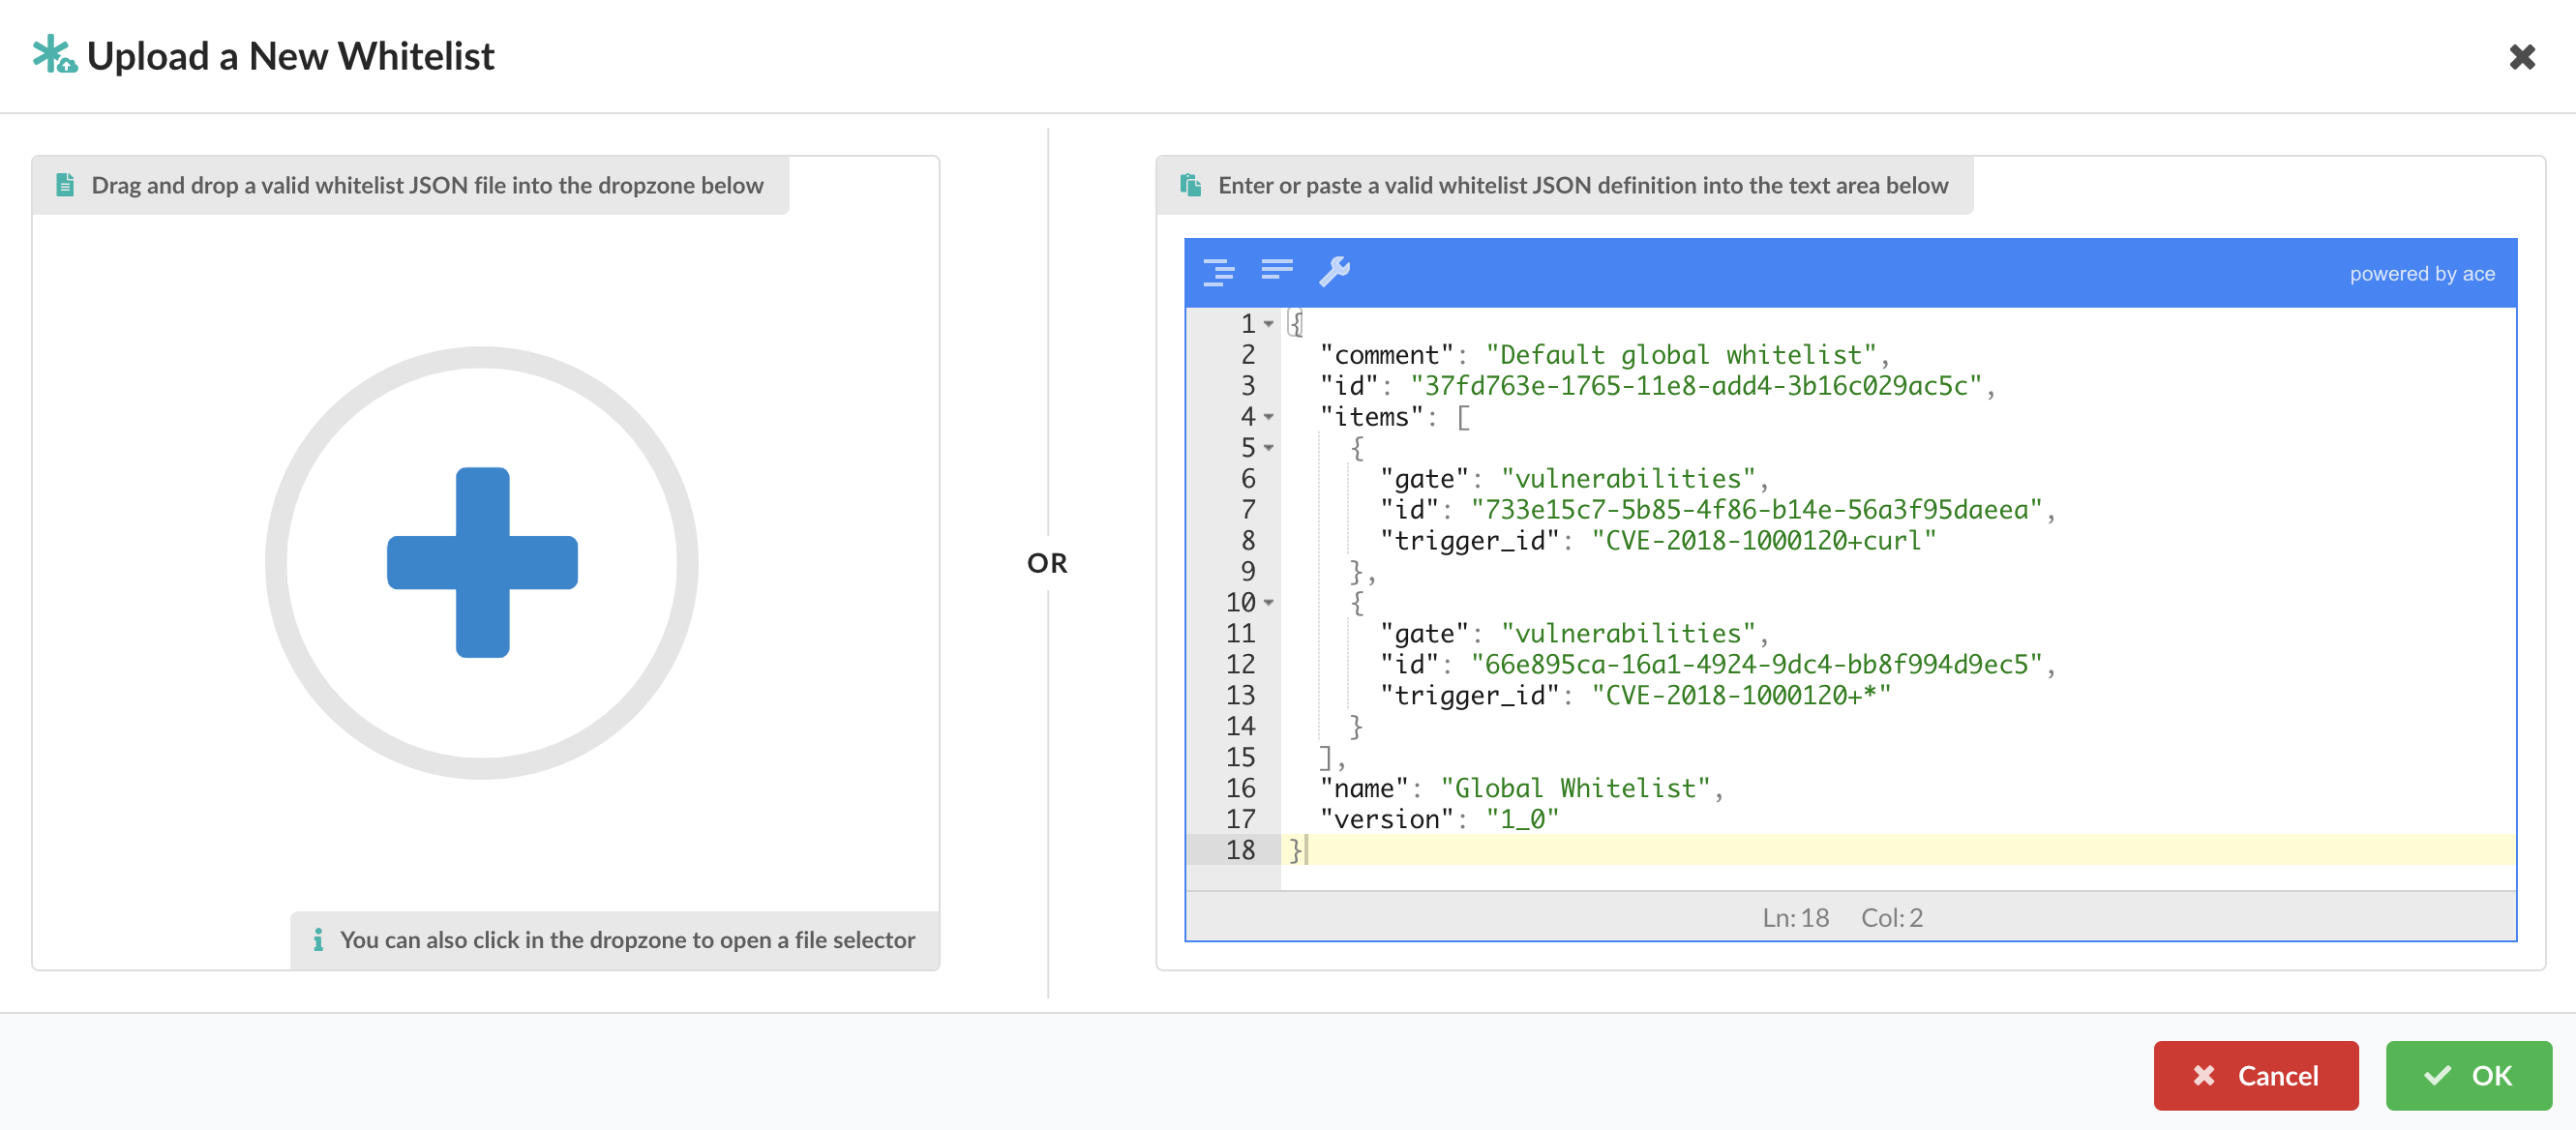 Upload a New Whitelist
Drag and drop a valid whitelist JSON file into the dropzone below
You can also click in the dropzone to open a file selector
OR
Enter or paste a valid whitelist JSON definition into the text area below
powered by ace
1 {
2 "comment": "Default global whitelist",
3 "id": "37fd763e-1765-11e8-add4-3b16c029ac5c",
4 "items": [
5 {
6 "gate": "vulnerabilities",
7 "id": "733e15c7-5b85-4f86-b14e-56a3f95daeea",
8 "trigger_id": "CVE-2018-1000120+curl"
9 },
10 {
11 "gate": "vulnerabilities",
12 "id": "66e895ca-16a1-4924-9dc4-bb8f994d9ec5",
13 "trigger_id": "CVE-2018-1000120+*"
14 }
15 ],
16 "name": "Global Whitelist",
17 "version": "1_0"
18 }
Ln: 18 Col: 2
Cancel
OK